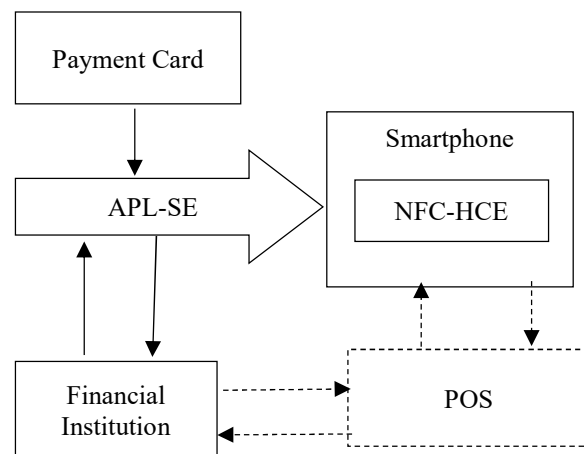 Payment Card
Smartphone
APL-SE
NFC-HCE
Financial
Institution
POS